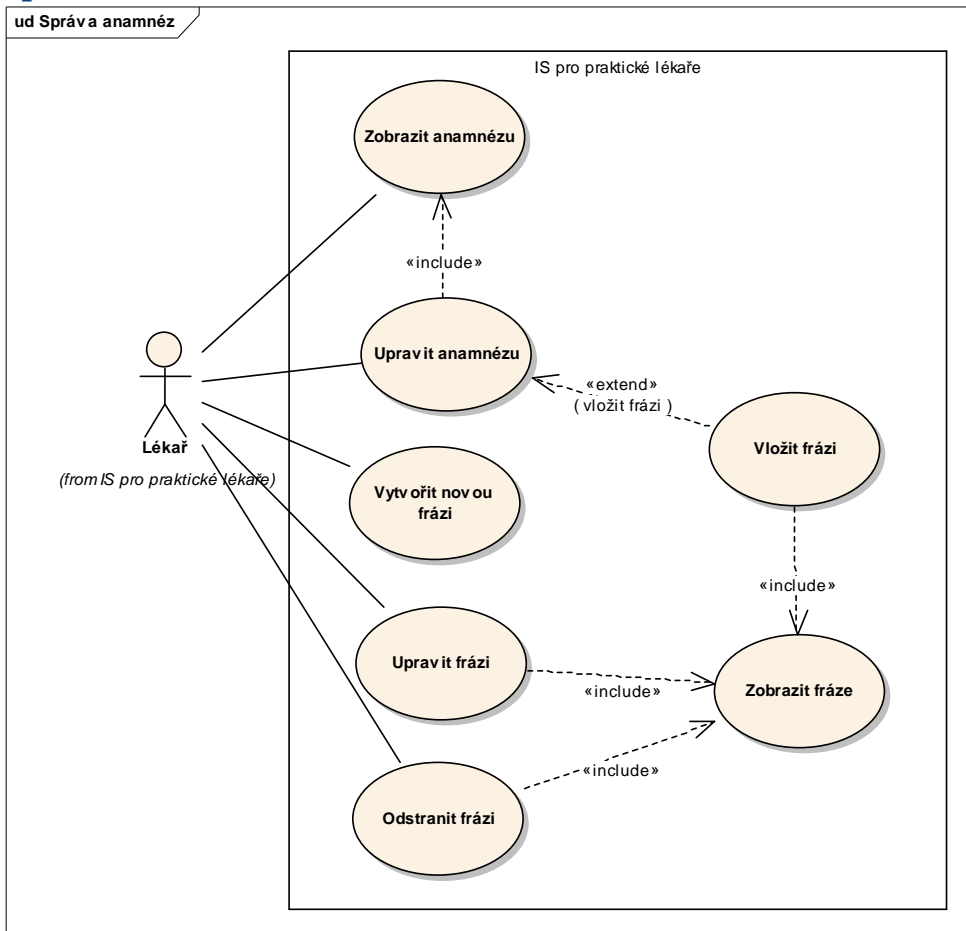 ud Správa anamnéz
IS pro praktické lékaře
Zobrazit anamnézu
«include»
Upravit anamnézu
«extend»
( vložit frázi )
Vložit frázi
Lékař
(from IS pro praktické lékaře)
Vytvořit novou
frázi
«include»
Upravit frázi
«include»
Zobrazit fráze
«include»
Odstranit frázi